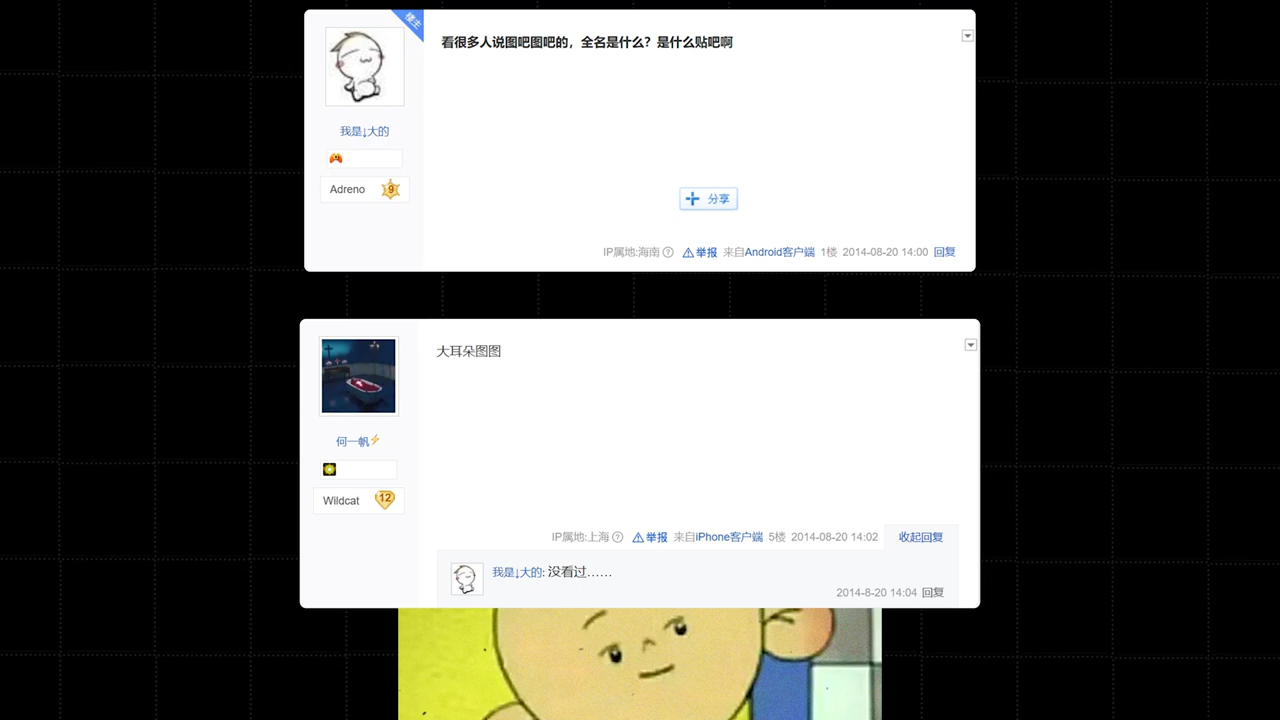 楼主
看很多人说图吧图吧的，全名是什么？是什么贴吧啊
我是↓大的
Adreno 9
分享
IP属地:海南 举报 来自Android客户端 1楼 2014-08-20 14:00 回复
大耳朵图图
何一帆⚡
Wildcat 12
IP属地:上海 举报 来自iPhone客户端 5楼 2014-08-20 14:02 收起回复
我是↓大的: 没看过……
2014-8-20 14:04 回复